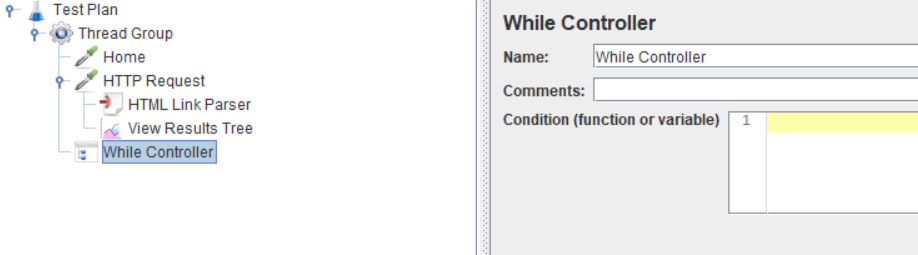 Test Plan
Thread Group
Home
HTTP Request
HTML Link Parser
View Results Tree
While Controller
While Controller
Name: While Controller
Comments:
Condition (function or variable) 1